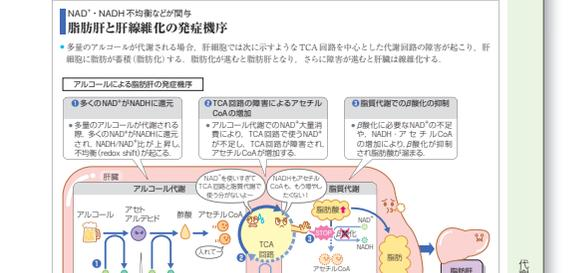 NAD⁺・NADH 不均衡などが関与
脂肪肝と肝線維化の発症機序
多量のアルコールが代謝される場合，肝細胞では次に示すようなTCA回路を中心とした代謝回路の障害が起こり，肝
細胞に脂肪が蓄積（脂肪化）する．脂肪化が進むと脂肪肝となり，さらに障害が進むと肝臓は線維化する．
アルコールによる脂肪肝の発症機序
❶多くのNAD⁺がNADHに還元
・多量のアルコールが代謝される
際，多くのNAD⁺がNADHに還元
され，NADH/NAD⁺比が上昇し，
不均衡（redox shift）が起こる．
❷TCA回路の障害によるアセチル
CoAの増加
・アルコール代謝でのNAD⁺大量消
費により，TCA回路で使うNAD⁺
が不足し，TCA回路が障害され，
アセチルCoAが増加する．
❸脂質代謝でのβ酸化の抑制
・β酸化に必要なNAD⁺の不足
や，NADH・アセチルCoA
の増加により，β酸化が抑制
され脂肪酸が溜まる．
肝臓
アルコール代謝
NAD⁺を使いすぎて
TCA回路と脂質代謝で
使う分がないよー
NADHもアセチル
CoAも，もう増やし
たくない！
脂質代謝
アルコール
アセト
アルデヒド
酢酸
アセチルCoA
入れてー
TCA
回路
脂肪酸
STOP
β酸化
NAD⁺
NADH
アセチルCoA
脂肪
脂肪肝
❶
❷
❸
代謝